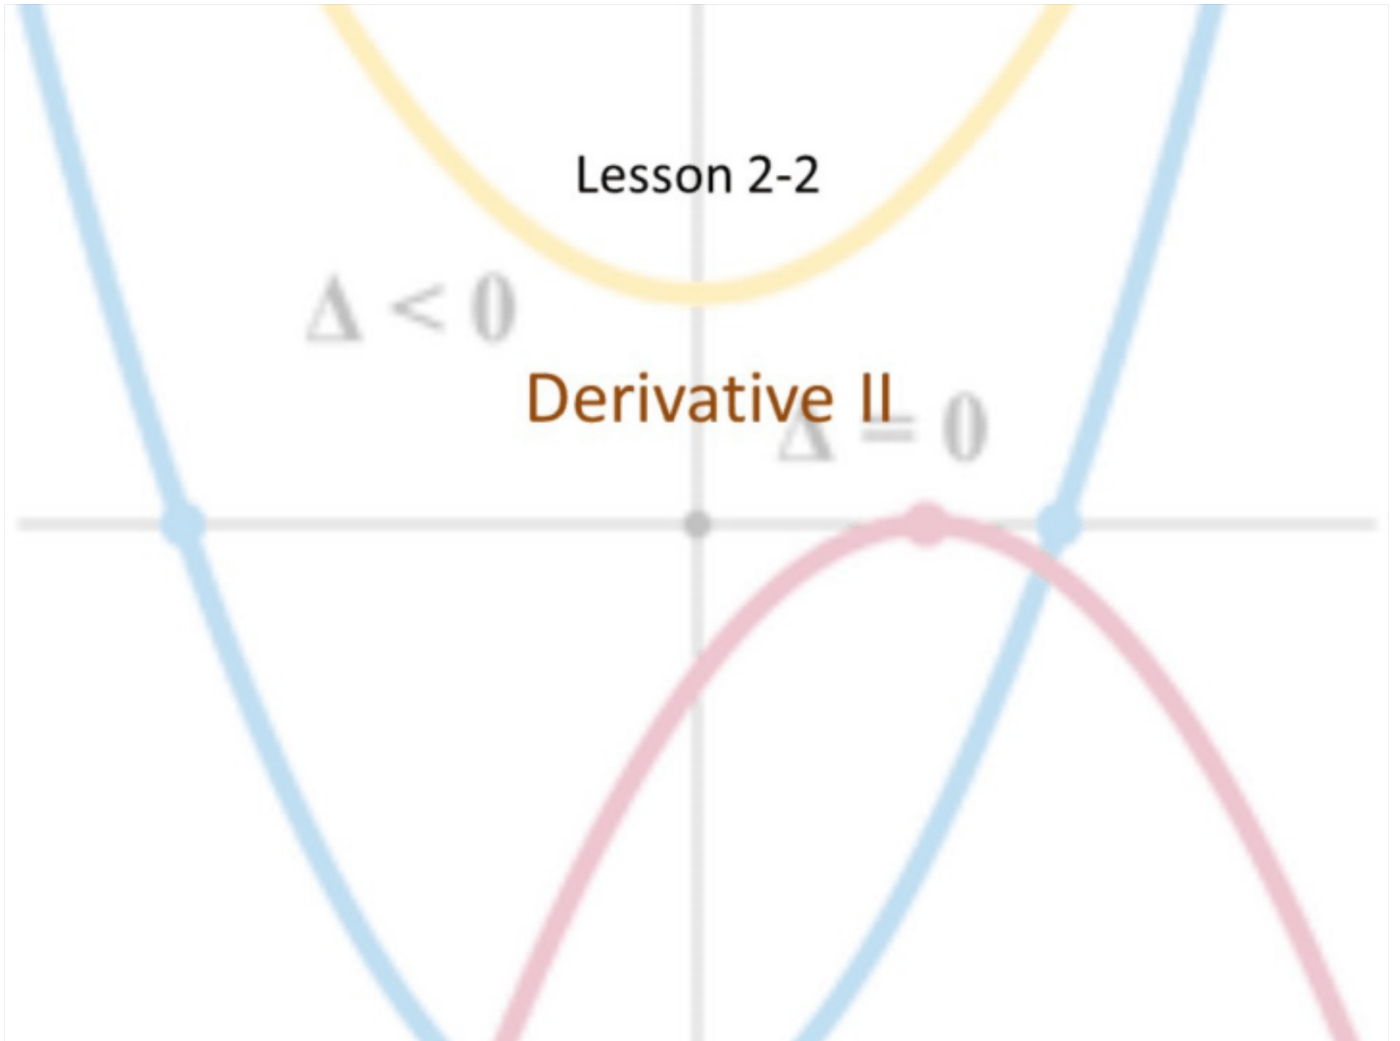 Lesson 2-2
Δ < 0
Derivative II
Δ = 0